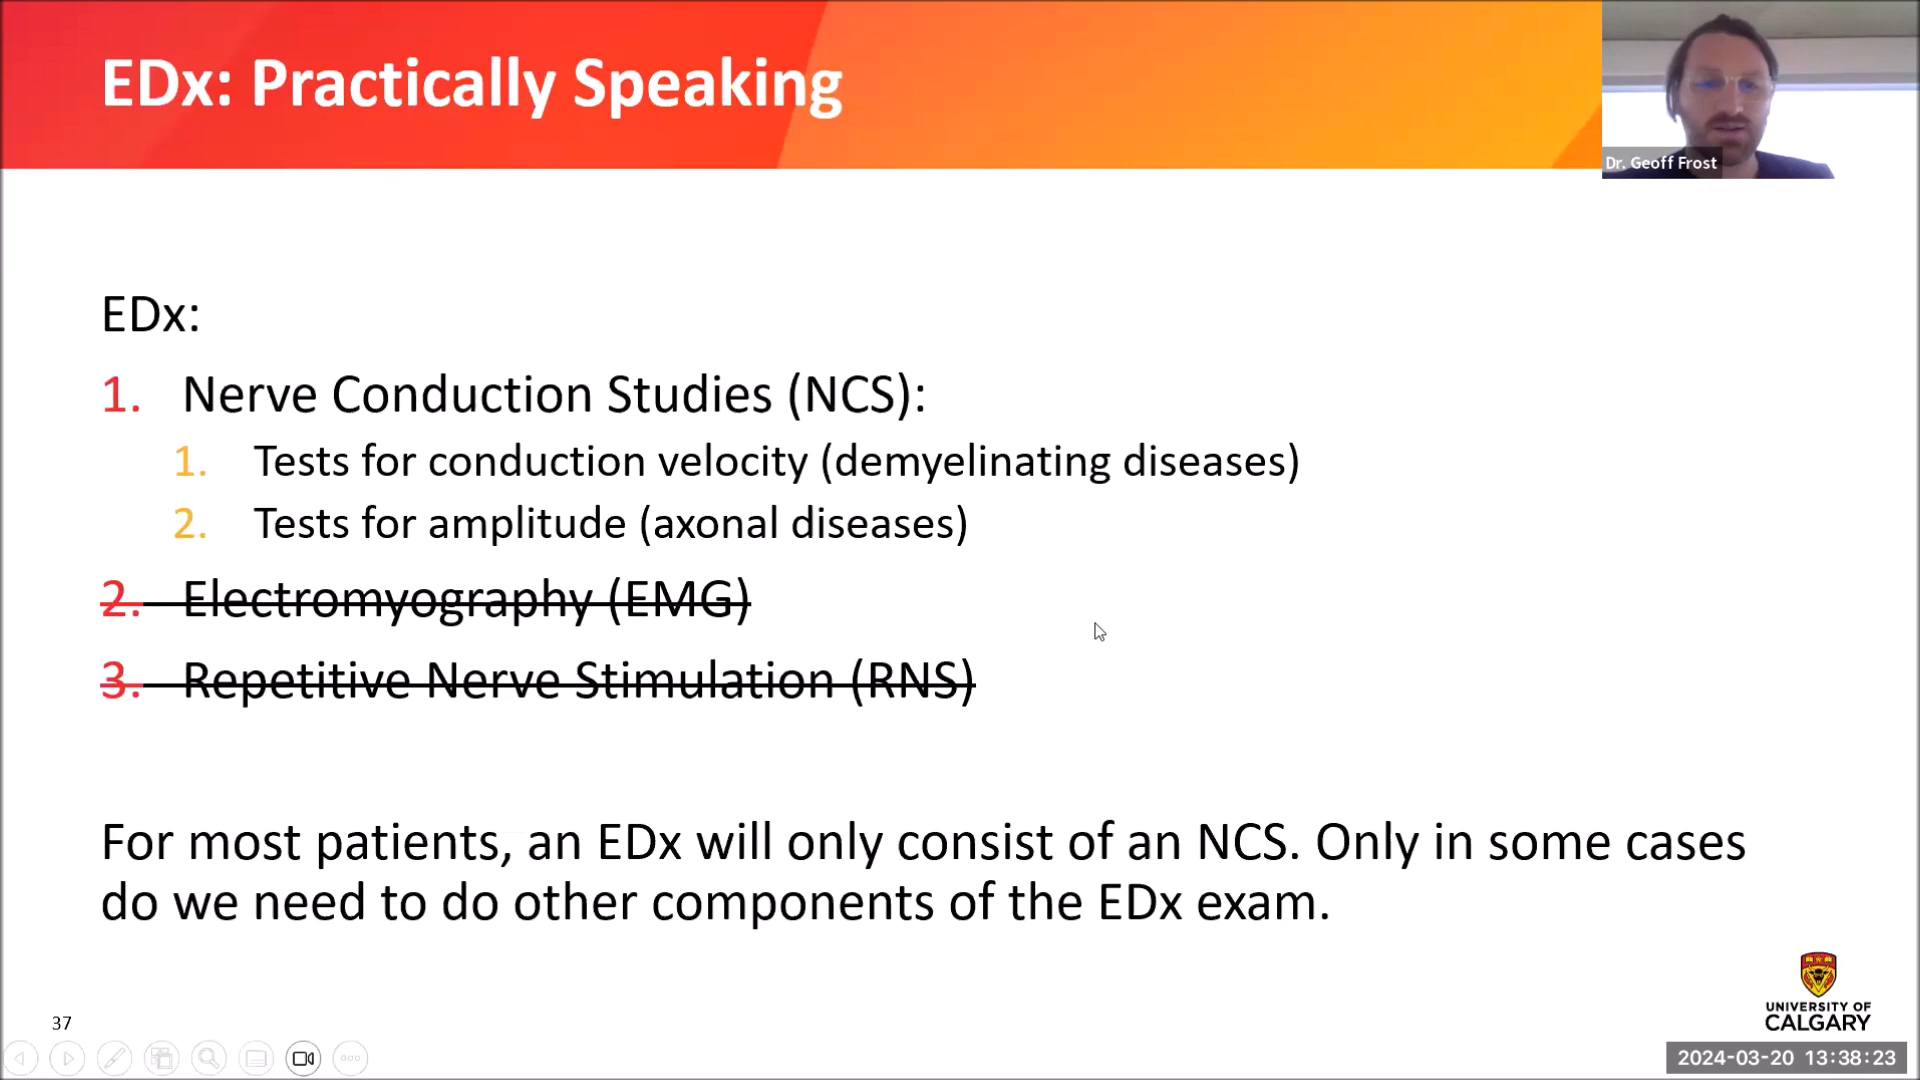 EDx: Practically Speaking
Dr. Geoff Frost
EDx:
1. Nerve Conduction Studies (NCS):
1. Tests for conduction velocity (demyelinating diseases)
2. Tests for amplitude (axonal diseases)
2. Electromyography (EMG)
3. Repetitive Nerve Stimulation (RNS)
For most patients, an EDx will only consist of an NCS. Only in some cases
do we need to do other components of the EDx exam.
UNIVERSITY OF
CALGARY
37
2024-03-20 13:38:23